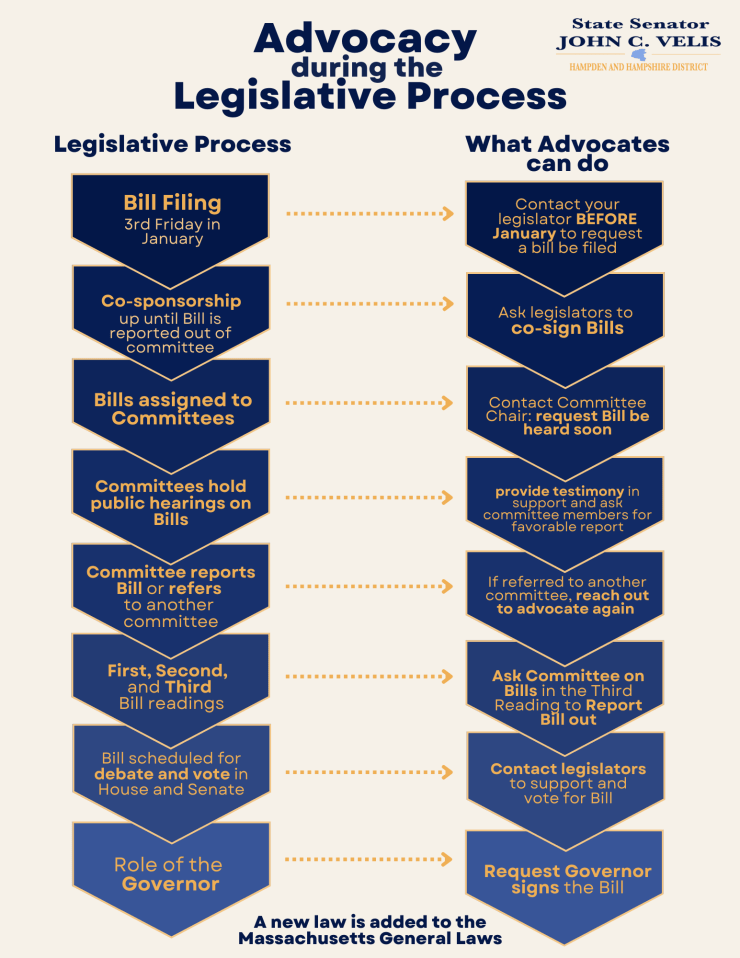 Advocacy
during the
Legislative Process
State Senator
JOHN C. VELIS
HAMPDEN AND HAMPSHIRE DISTRICT
Legislative Process
What Advocates
can do
Bill Filing
3rd Friday in
January
Contact your
legislator BEFORE
January to request
a bill be filed
Co-sponsorship
up until Bill is
reported out of
committee
Ask legislators to
co-sign Bills
Bills assigned to
Committees
Contact Committee
Chair: request Bill be
heard soon
Committees hold
public hearings on
Bills
provide testimony in
support and ask
committee members for
favorable report
Committee reports
Bill or refers
to another
committee
If referred to another
committee, reach out
to advocate again
First, Second,
and Third
Bill readings
Ask Committee on
Bills in the Third
Reading to Report
Bill out
Bill scheduled for
debate and vote in
House and Senate
Contact legislators
to support and
vote for Bill
Role of the
Governor
Request Governor
signs the Bill
A new law is added to the
Massachusetts General Laws